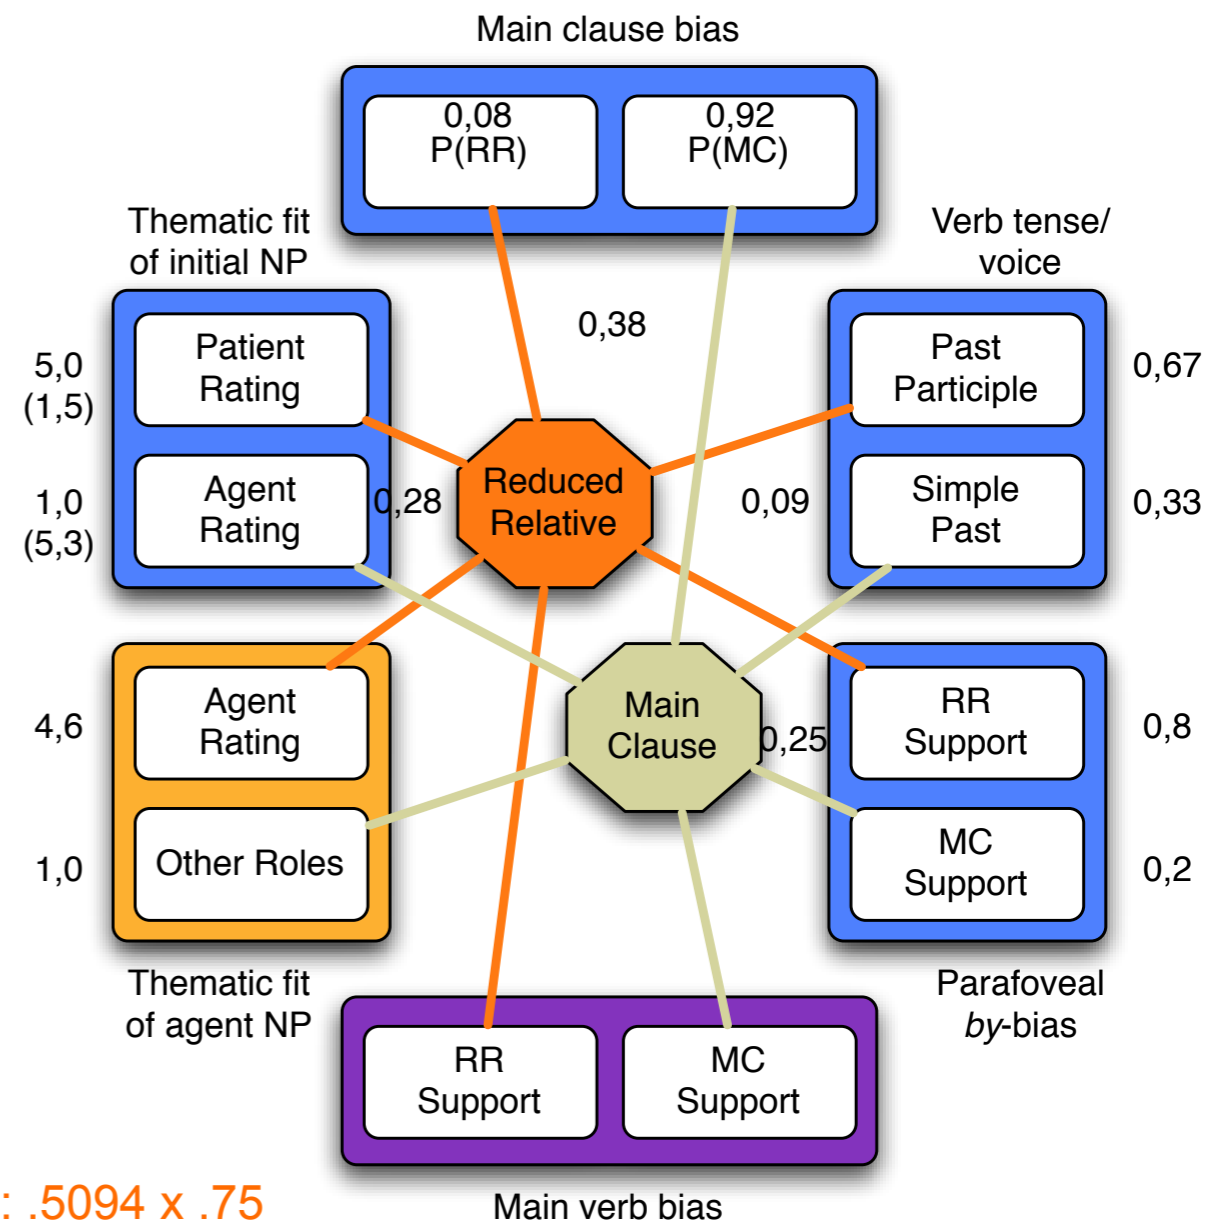 Main clause bias
0,08
P(RR)
0,92
P(MC)
Thematic fit
of initial NP
Verb tense/
voice
5,0
(1,5)
Patient
Rating
1,0
(5,3)
Agent
Rating
0,38
0,28
Reduced
Relative
0,09
Past
Participle
0,67
Simple
Past
0,33
4,6
Agent
Rating
1,0
Other Roles
Main
Clause
0,25
RR
Support
0,8
MC
Support
0,2
Thematic fit
of agent NP
Parafoveal
by-bias
RR
Support
MC
Support
: .5094 x .75
Main verb bias